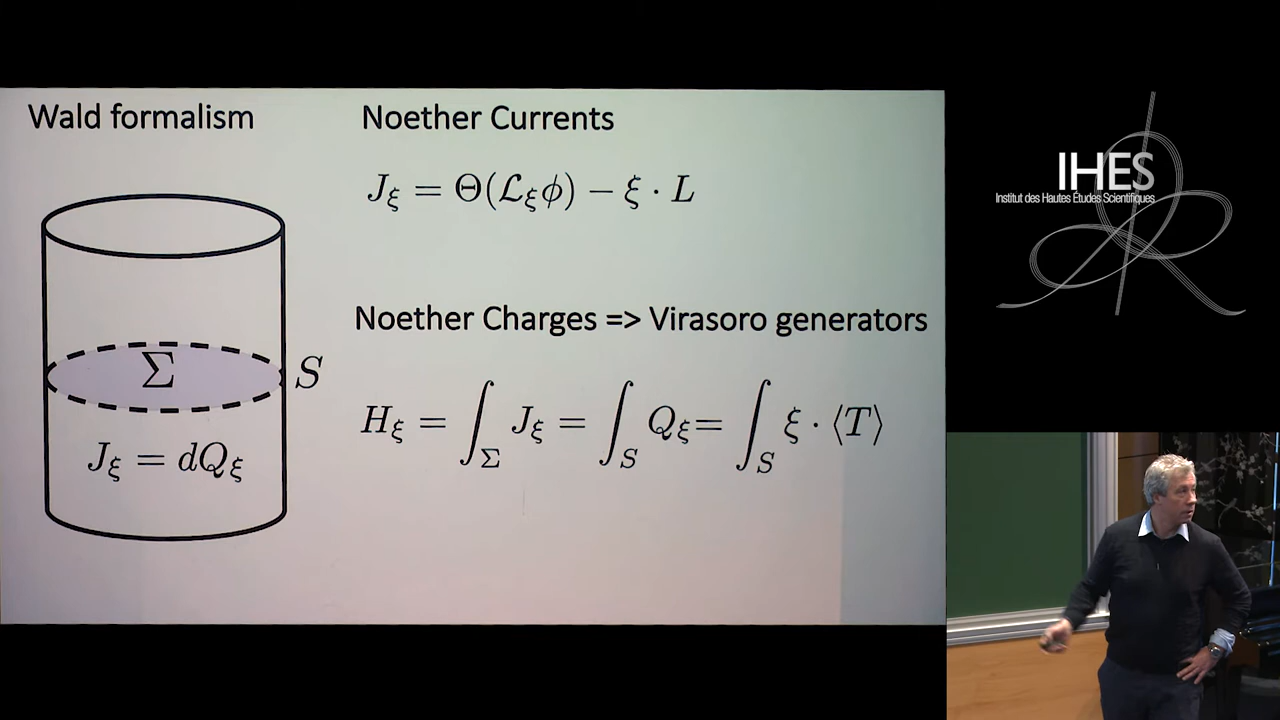 Wald formalism
Noether Currents
J_ξ = Θ(ℒ_ξ ϕ) − ξ · L
Noether Charges => Virasoro generators
Σ
S
H_ξ = ∫_Σ J_ξ = ∫_S Q_ξ = ∫_S ξ · ⟨T⟩
J_ξ = dQ_ξ
IHES
Institut des Hautes Études Scientifiques